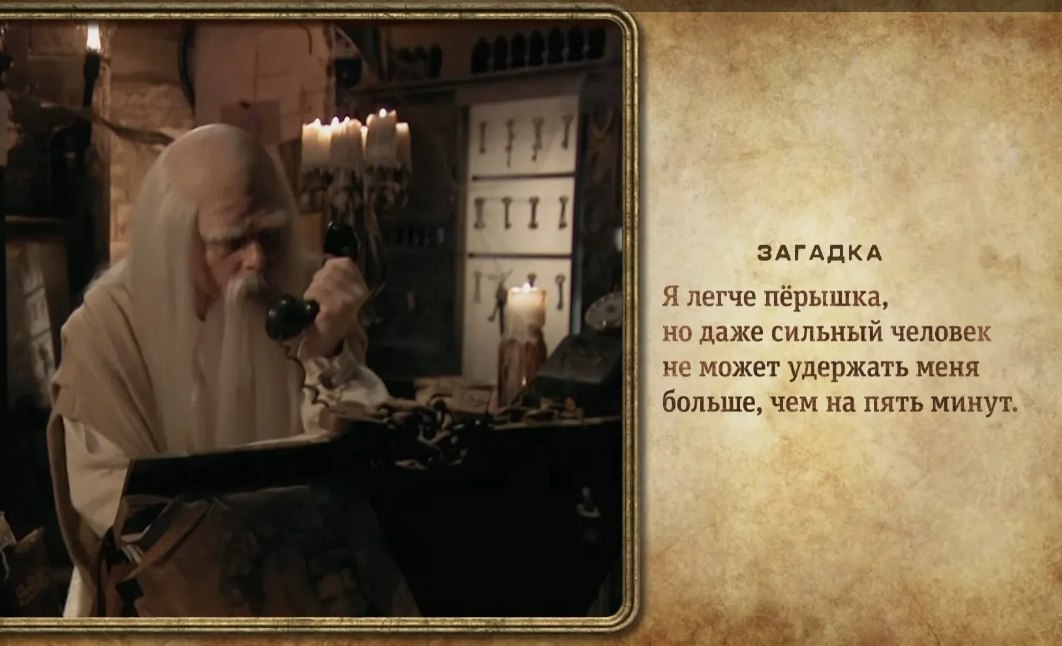 ЗАГАДКА
Я легче пёрышка,
но даже сильный человек
не может удержать меня
больше, чем на пять минут.